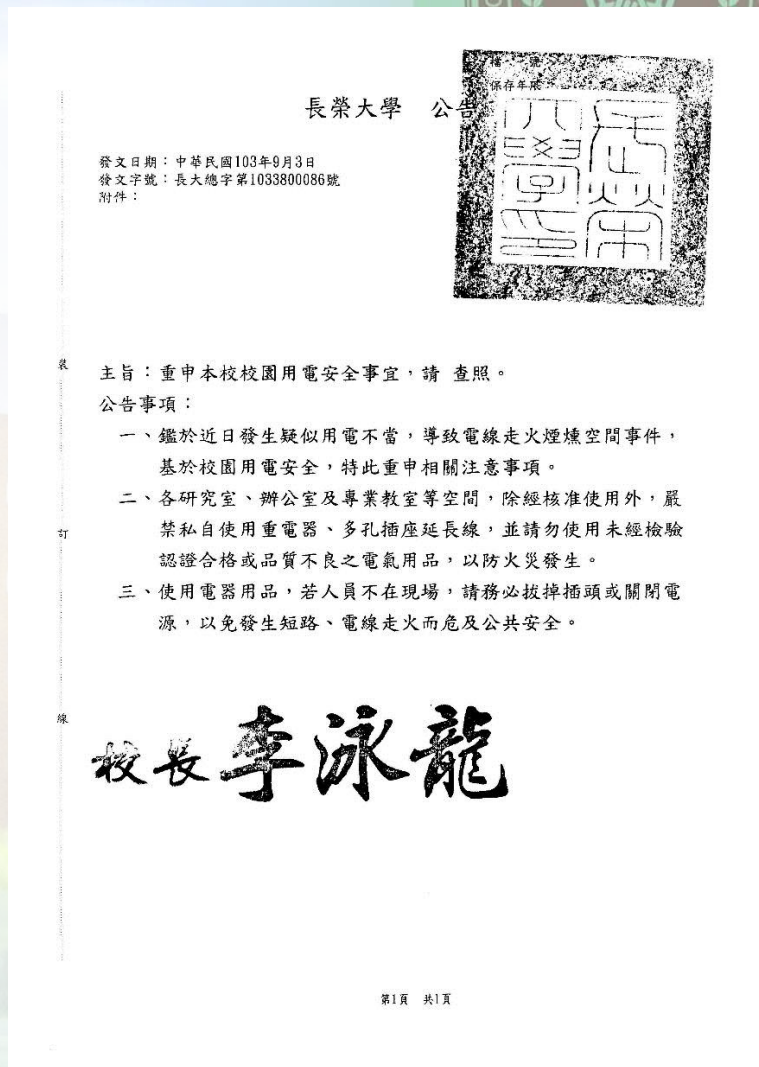 檔 號
保存年限
長榮大學 公告
發文日期：中華民國103年9月3日
發文字號：長大總字第1033800086號
附件：
主旨：重申本校校園用電安全事宜，請 查照。
公告事項：
一、鑑於近日發生疑似用電不當，導致電線走火煙燻空間事件，
基於校園用電安全，特此重申相關注意事項。
二、各研究室、辦公室及專業教室等空間，除經核准使用外，嚴
禁私自使用重電器、多孔插座延長線，並請勿使用未經檢驗
認證合格或品質不良之電氣用品，以防火災發生。
三、使用電器用品，若人員不在現場，請務必拔掉插頭或關閉電
源，以免發生短路、電線走火而危及公共安全。
校長李泳龍
裝
訂
線
長榮
大學印
第1頁 共1頁